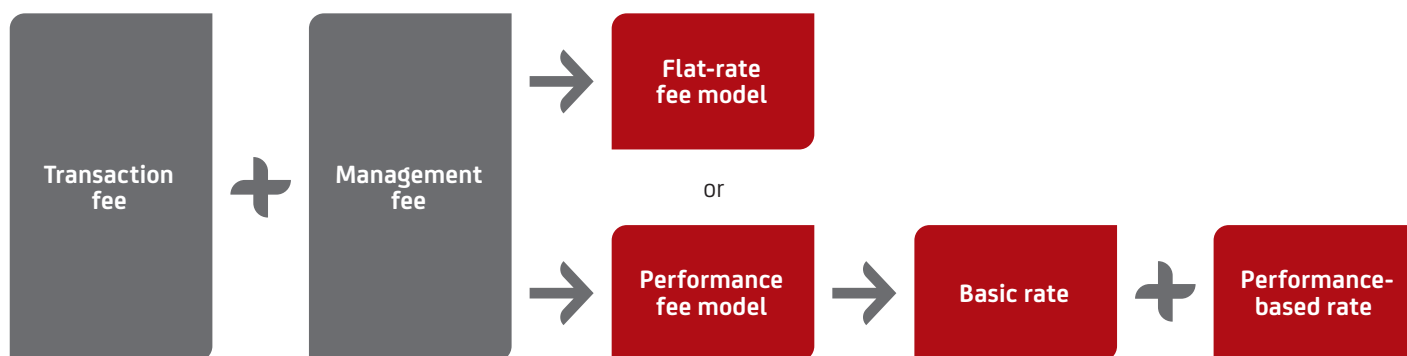 Transaction
fee
Management
fee
Flat-rate
fee model
or
Performance
fee model
Basic rate
Performance-
based rate